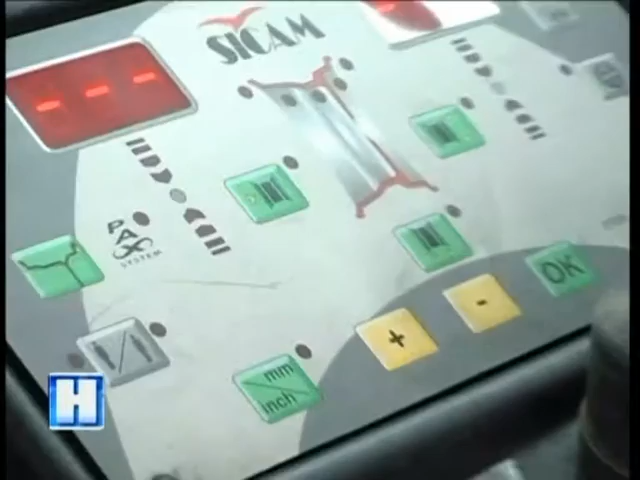 SICAM
- - -
PAX
SYSTEM
OK
-
+
mm
inch
H